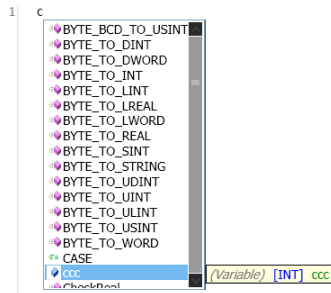 1 c
BYTE_BCD_TO_USINT
BYTE_TO_DINT
BYTE_TO_DWORD
BYTE_TO_INT
BYTE_TO_LINT
BYTE_TO_LREAL
BYTE_TO_LWORD
BYTE_TO_REAL
BYTE_TO_SINT
BYTE_TO_STRING
BYTE_TO_UDINT
BYTE_TO_UINT
BYTE_TO_ULINT
BYTE_TO_USINT
BYTE_TO_WORD
CASE
ccc (Variable) [INT] ccc
CheckReal